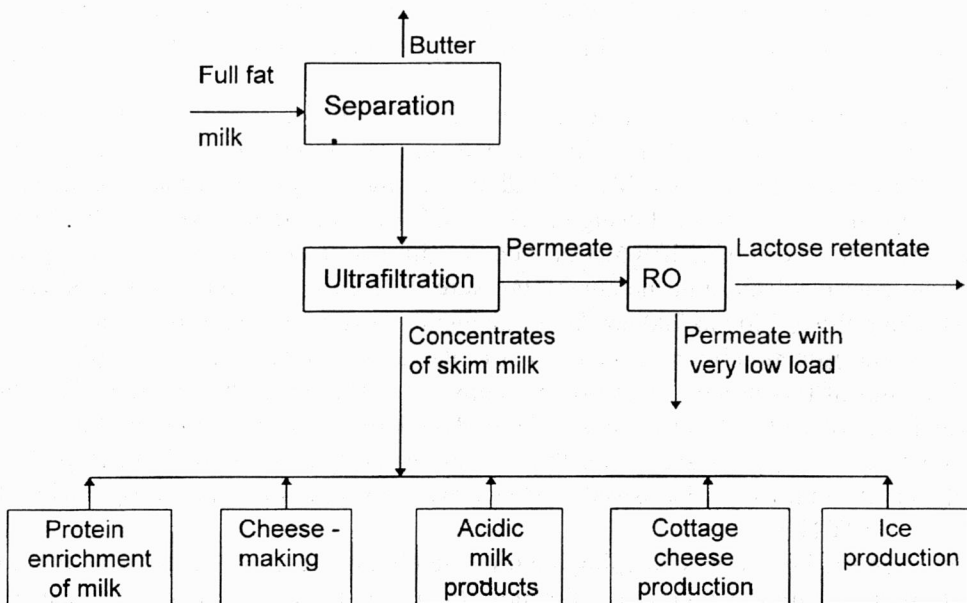 Butter
Full fat
milk
Separation
Ultrafiltration
Permeate
RO
Lactose retentate
Concentrates
of skim milk
Permeate with
very low load
Protein
enrichment
of milk
Cheese -
making
Acidic
milk
products
Cottage
cheese
production
Ice
production